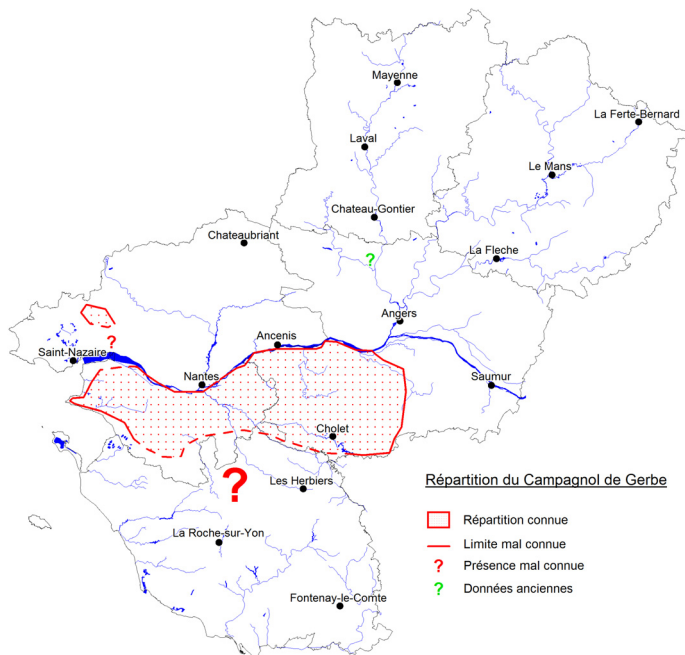 Mayenne
La Ferte-Bernard
Laval
Le Mans
Chateau-Gontier
Chateaubriant
La Fleche
?
Angers
?
Ancenis
Saint-Nazaire
Nantes
Saumur
Cholet
?
Les Herbiers
Répartition du Campagnol de Gerbe
Répartition connue
La Roche-sur-Yon
Limite mal connue
? Présence mal connue
? Données anciennes
Fontenay-le-Comte